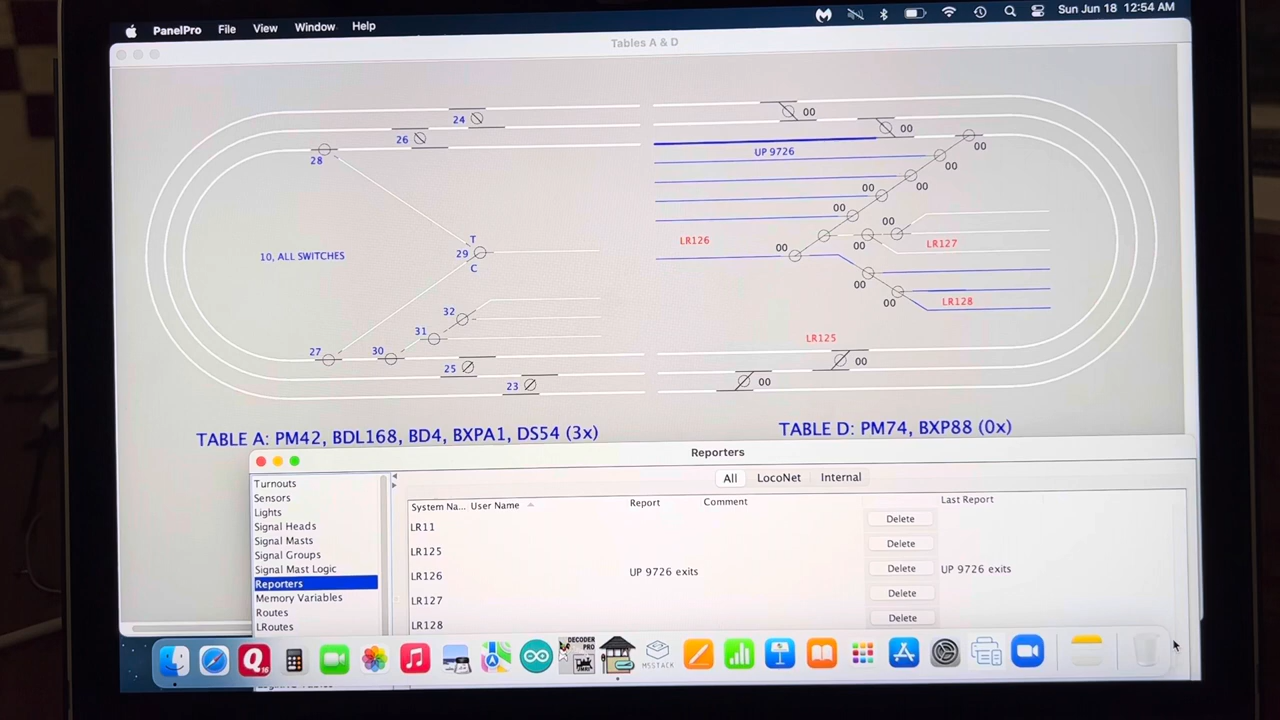 PanelPro File View Window Help
Sun Jun 18 12:54 AM
Tables A & D
24
26
28
T
29
C
10, ALL SWITCHES
32
31
27
30
25
23
00
00
UP 9726
00
00
00
00
00
00
00
00
LR126
LR127
00
00
LR128
LR125
00
00
TABLE A: PM42, BDL168, BD4, BXPA1, DS54 (3x)
TABLE D: PM74, BXP88 (0x)
Reporters
All LocoNet Internal
Turnouts
Sensors
Lights
Signal Heads
Signal Masts
Signal Groups
Signal Mast Logic
Reporters
Memory Variables
Routes
LRoutes
System Na... User Name Report Comment Last Report
LR11 Delete
LR125 Delete
LR126 UP 9726 exits Delete UP 9726 exits
LR127 Delete
LR128 Delete
DECODER
PRO
MSSTACK